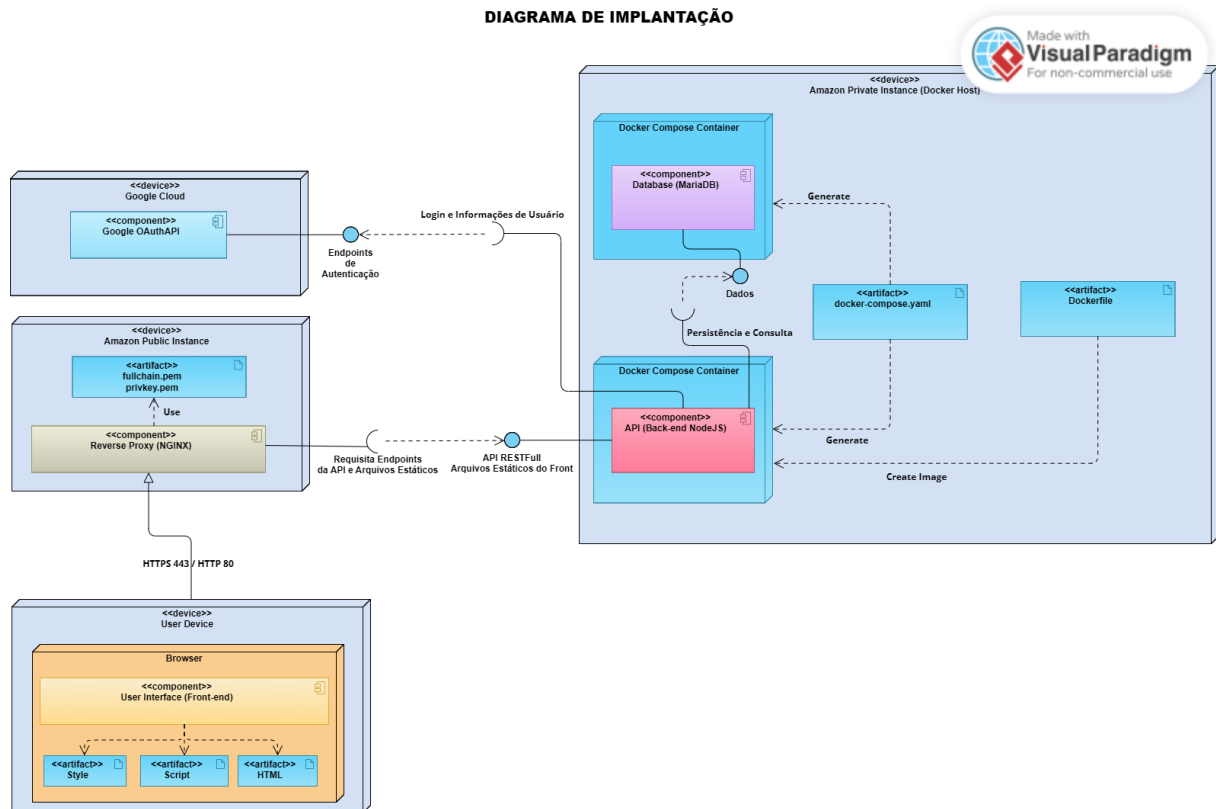 DIAGRAMA DE IMPLANTAÇÃO
Made with
Visual Paradigm
For non-commercial use
<<device>>
Amazon Private Instance (Docker Host)
Docker Compose Container
<<component>>
Database (MariaDB)
Generate
<<device>>
Google Cloud
<<component>>
Google OAuthAPI
Login e Informações de Usuário
Endpoints
de
Autenticação
Dados
<<artifact>>
docker-compose.yaml
<<artifact>>
Dockerfile
Persistência e Consulta
<<device>>
Amazon Public Instance
<<artifact>>
fullchain.pem
privkey.pem
Use
<<component>>
Reverse Proxy (NGINX)
Requisita Endpoints
da API e Arquivos Estáticos
API RESTFull
Arquivos Estáticos do Front
Docker Compose Container
<<component>>
API (Back-end NodeJS)
Generate
Create Image
HTTPS 443 / HTTP 80
<<device>>
User Device
Browser
<<component>>
User Interface (Front-end)
<<artifact>>
Style
<<artifact>>
Script
<<artifact>>
HTML